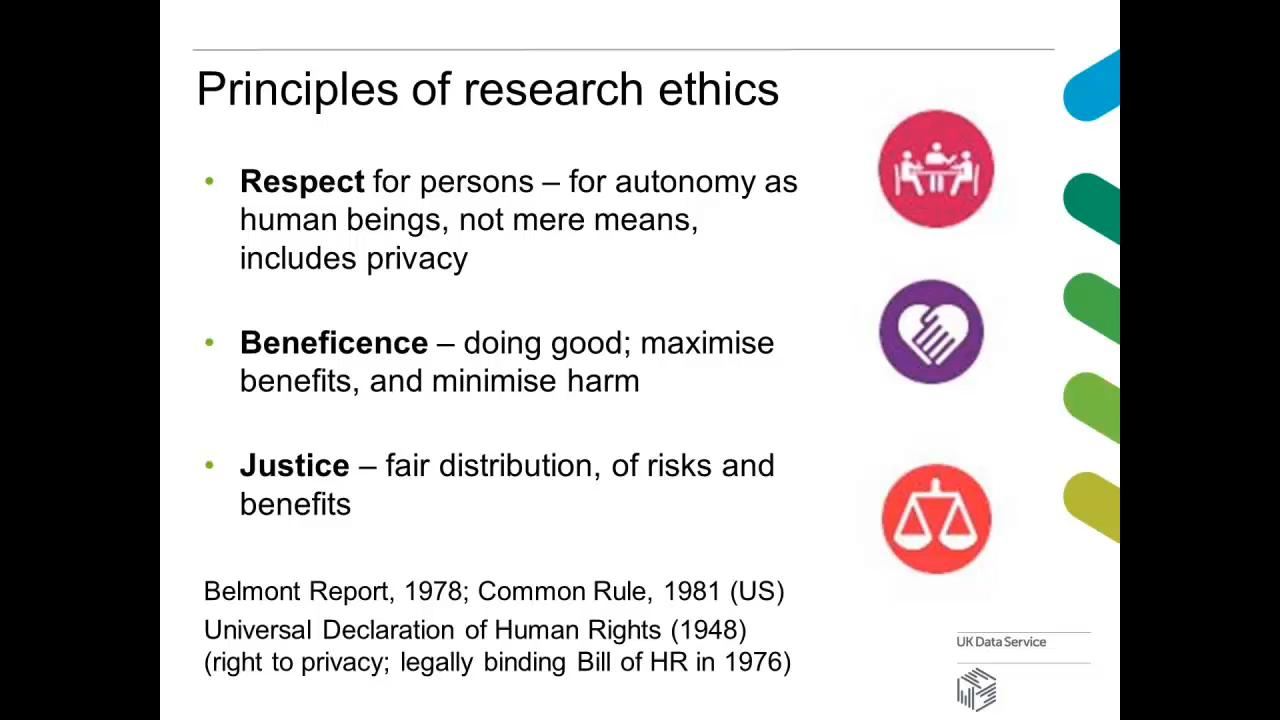 Principles of research ethics
• Respect for persons – for autonomy as
human beings, not mere means,
includes privacy
• Beneficence – doing good; maximise
benefits, and minimise harm
• Justice – fair distribution, of risks and
benefits
Belmont Report, 1978; Common Rule, 1981 (US)
Universal Declaration of Human Rights (1948)
(right to privacy; legally binding Bill of HR in 1976)
UK Data Service